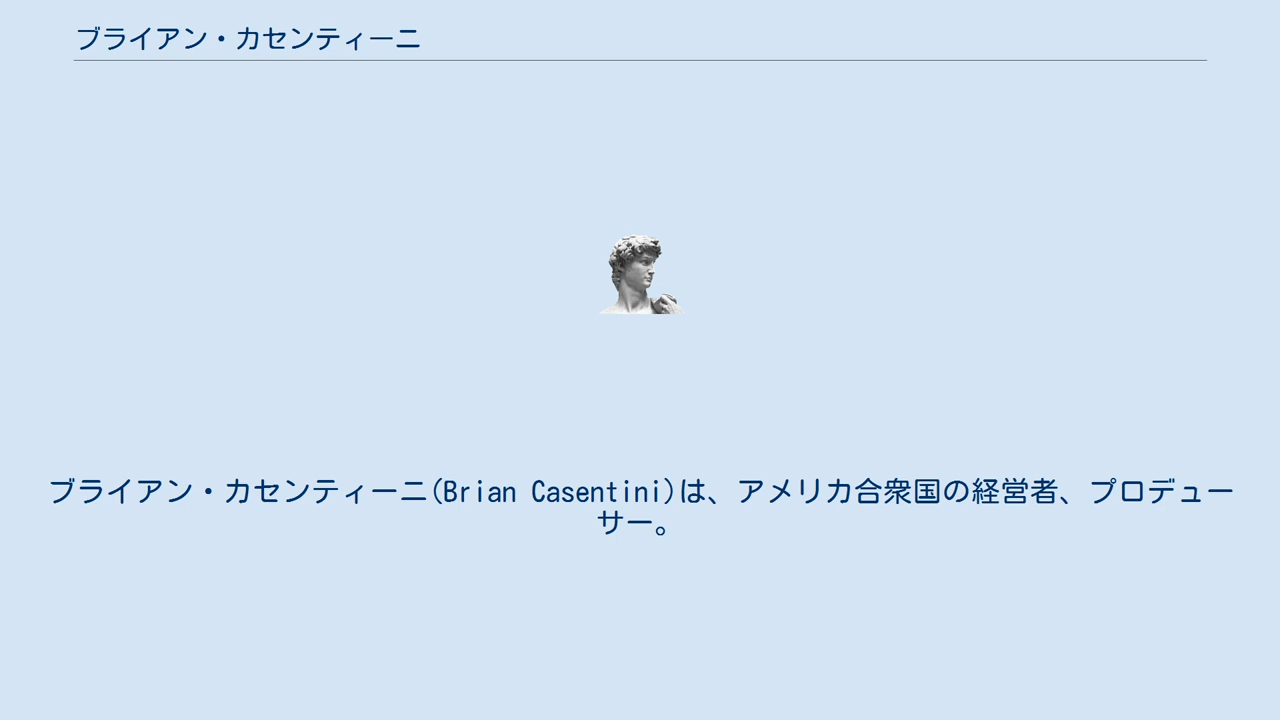 ブライアン・カセンティーニ
ブライアン・カセンティーニ(Brian Casentini)は、アメリカ合衆国の経営者、プロデュー
サー。